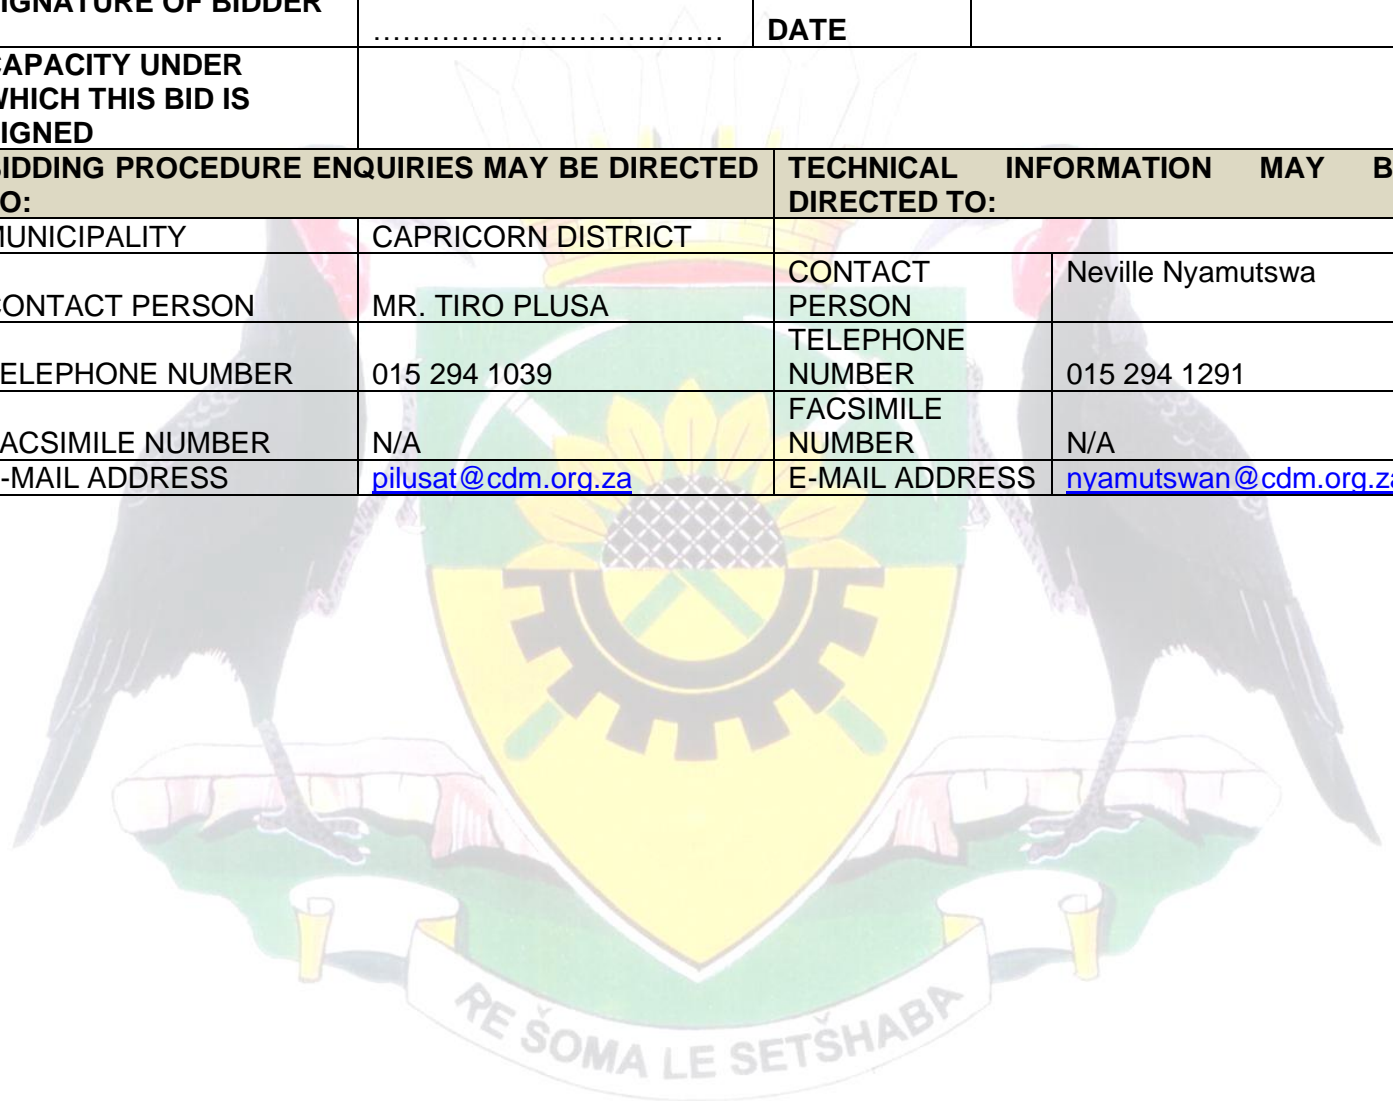 IGNATURE OF BIDDER
.................................... DATE
CAPACITY UNDER
WHICH THIS BID IS
IGNED
BIDDING PROCEDURE ENQUIRIES MAY BE DIRECTED
O:
TECHNICAL INFORMATION MAY B
DIRECTED TO:
MUNICIPALITY CAPRICORN DISTRICT
CONTACT PERSON MR. TIRO PLUSA
CONTACT
PERSON
Neville Nyamutswa
ELEPHONE NUMBER 015 294 1039
TELEPHONE
NUMBER
015 294 1291
ACSIMILE NUMBER N/A
FACSIMILE
NUMBER
N/A
-MAIL ADDRESS pilusat@cdm.org.za E-MAIL ADDRESS nyamutswan@cdm.org.za
RE ŠOMA LE SETŠHABA